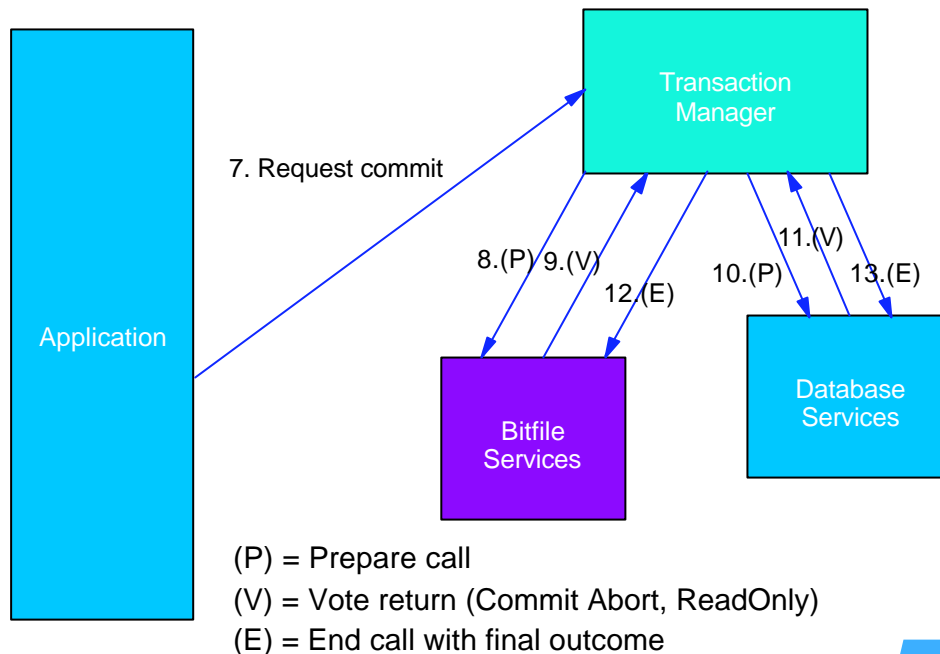 Transaction
Manager
7. Request commit
8.(P)
9.(V)
12.(E)
10.(P)
11.(V)
13.(E)
Application
Bitfile
Services
Database
Services
(P) = Prepare call
(V) = Vote return (Commit Abort, ReadOnly)
(E) = End call with final outcome